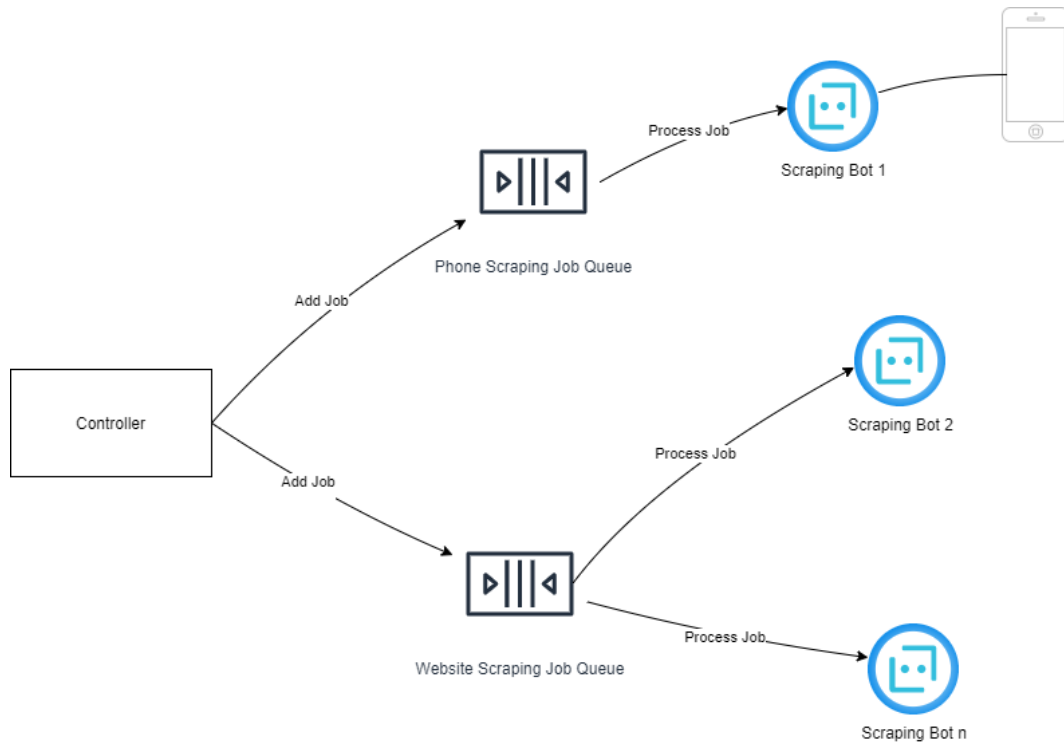 Process Job
Scraping Bot 1
Phone Scraping Job Queue
Add Job
Controller
Scraping Bot 2
Process Job
Add Job
Process Job
Website Scraping Job Queue
Scraping Bot n